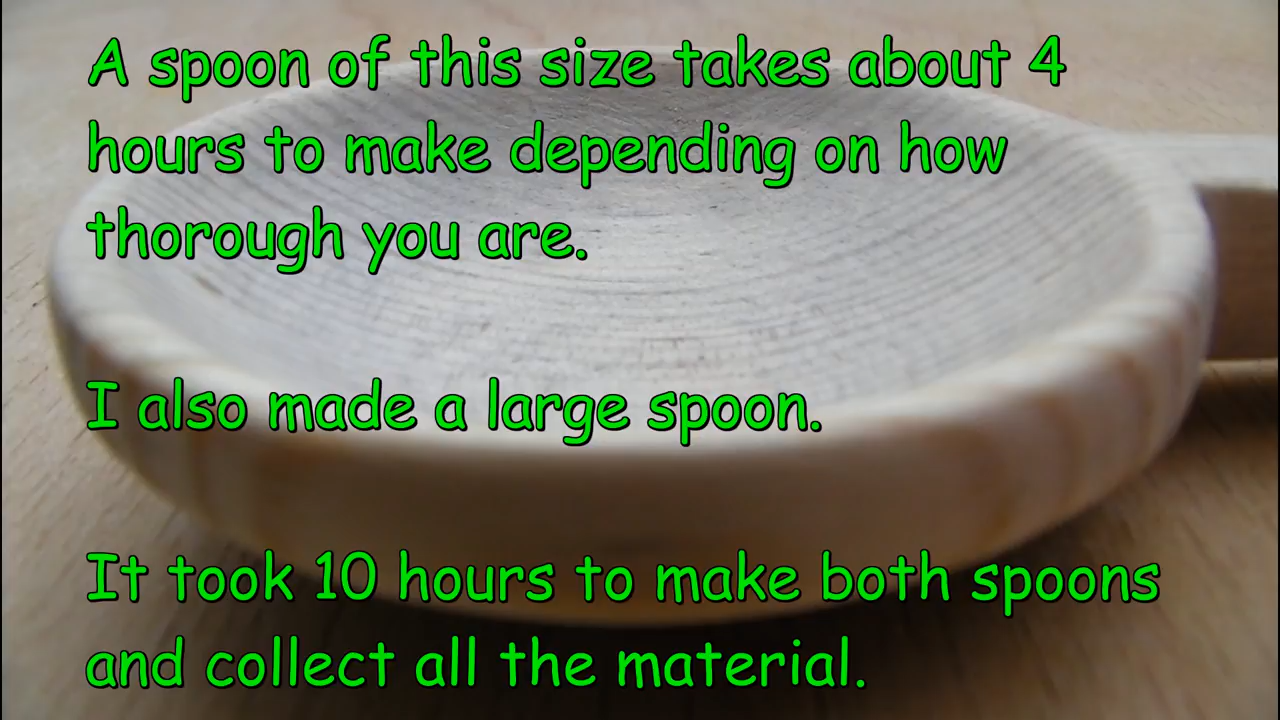 A spoon of this size takes about 4
hours to make depending on how
thorough you are.
I also made a large spoon.
It took 10 hours to make both spoons
and collect all the material.